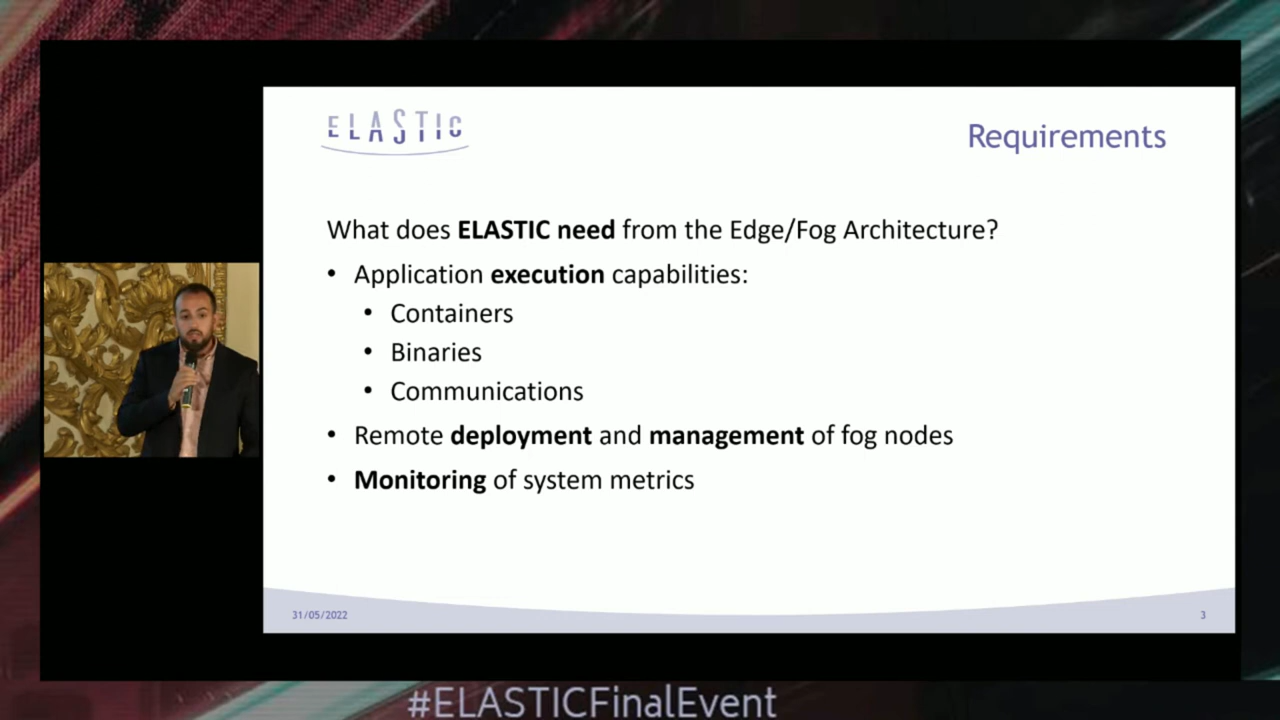 ELASTIC
Requirements
What does ELASTIC need from the Edge/Fog Architecture?
• Application execution capabilities:
• Containers
• Binaries
• Communications
• Remote deployment and management of fog nodes
• Monitoring of system metrics
31/05/2022
3
#ELASTICFinalEvent